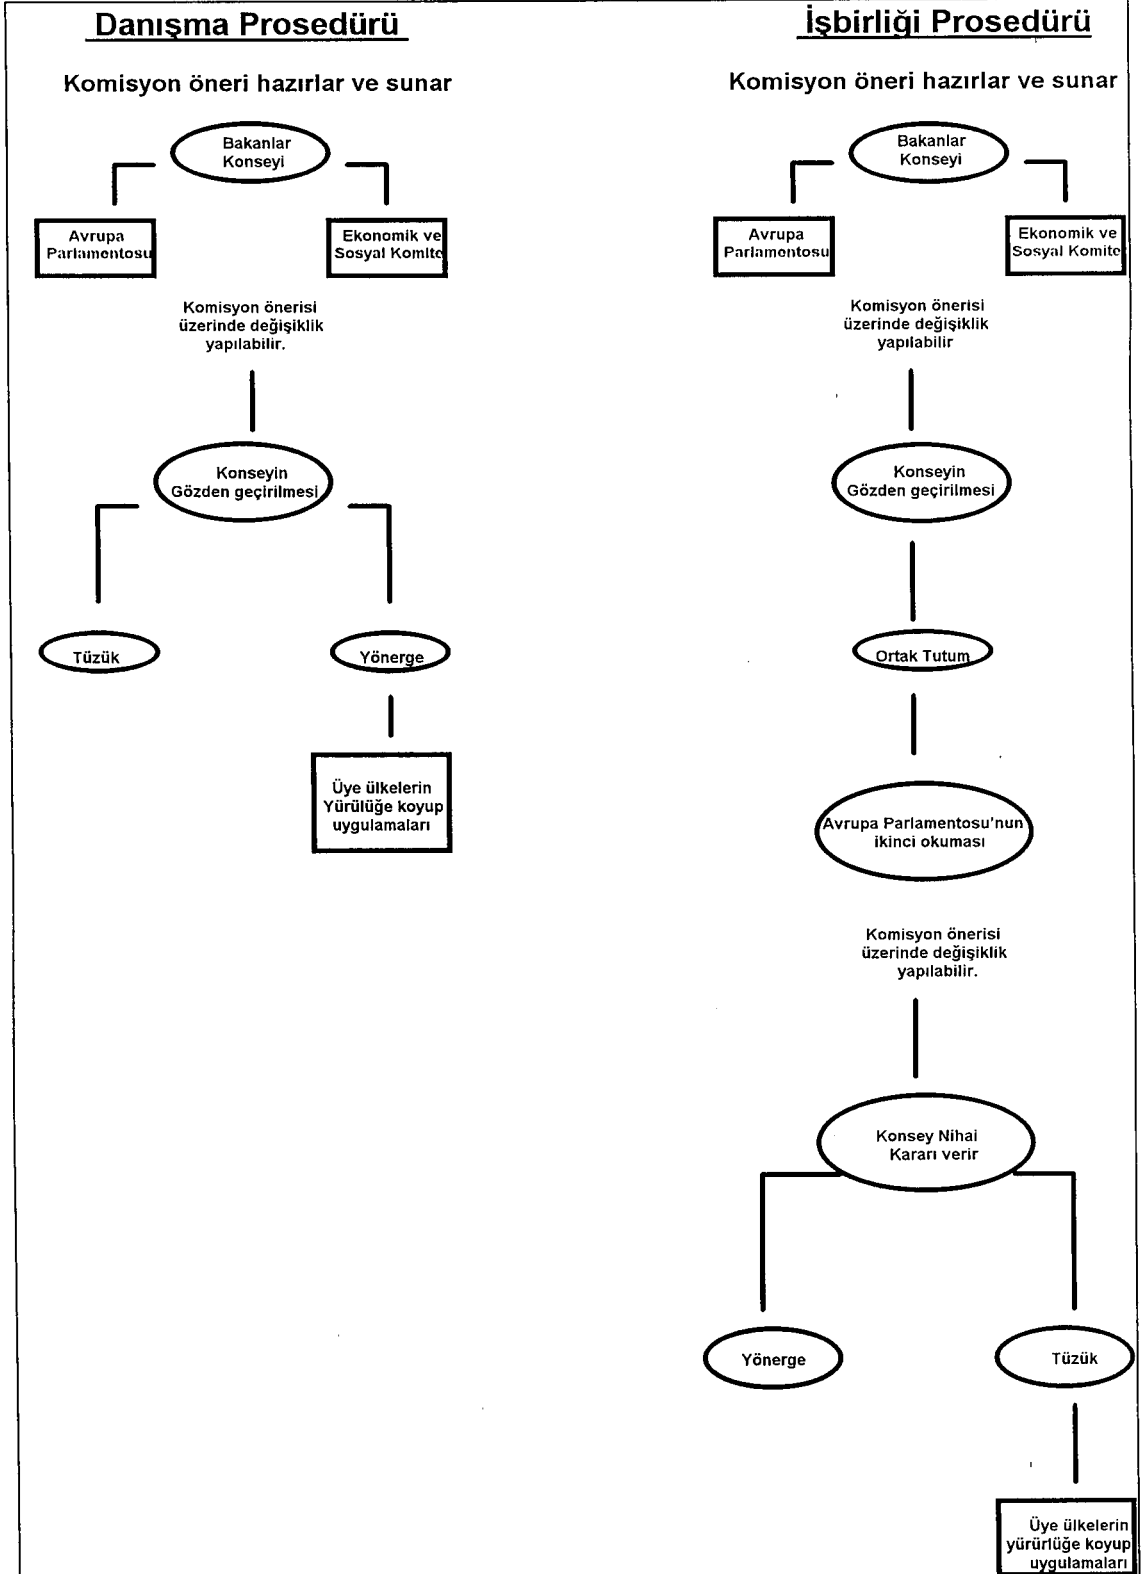 Danışma Prosedürü
Komisyon öneri hazırlar ve sunar
Bakanlar
Konseyi
Avrupa
Parlamentosu
Ekonomik ve
Sosyal Komite
Komisyon önerisi
üzerinde değişiklik
yapılabilir.
Konseyin
Gözden geçirilmesi
Tüzük
Yönerge
Üye ülkelerin
Yürülüğe koyup
uygulamaları
İşbirliği Prosedürü
Komisyon öneri hazırlar ve sunar
Bakanlar
Konseyi
Avrupa
Parlamentosu
Ekonomik ve
Sosyal Komite
Komisyon önerisi
üzerinde değişiklik
yapılabilir
Konseyin
Gözden geçirilmesi
Ortak Tutum
Avrupa Parlamentosu'nun
ikinci okuması
Komisyon önerisi
üzerinde değişiklik
yapılabilir.
Konsey Nihai
Kararı verir
Yönerge
Tüzük
Üye ülkelerin
yürürlüğe koyup
uygulamaları